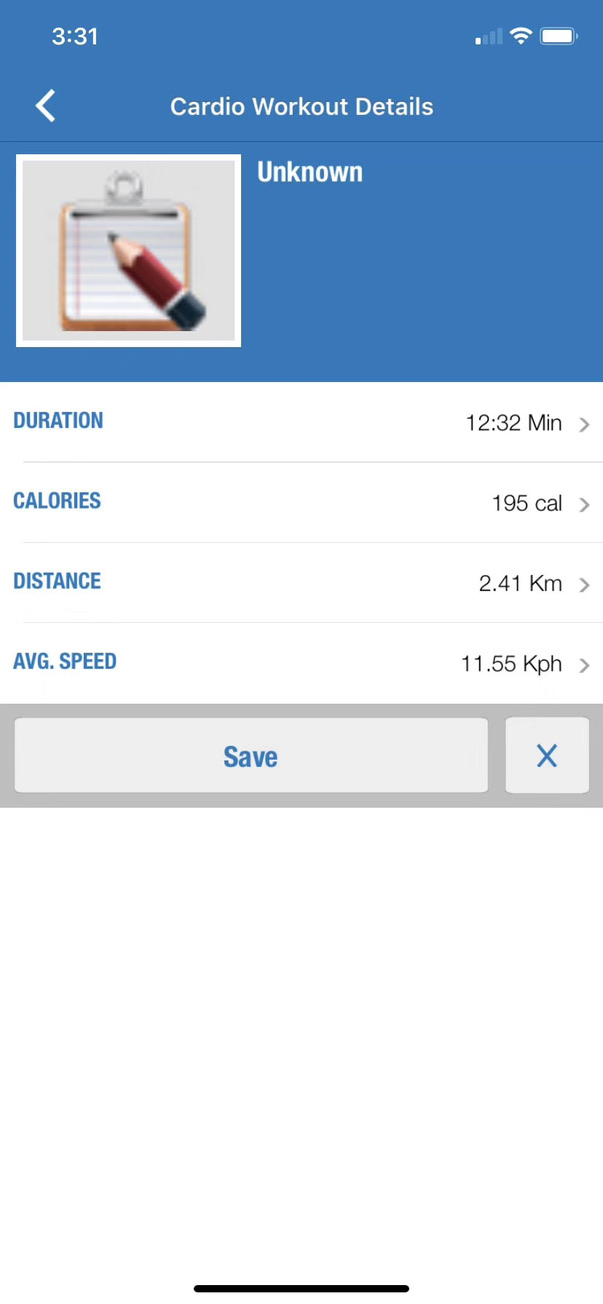 3:31
Cardio Workout Details
Unknown
DURATION 12:32 Min
CALORIES 195 cal
DISTANCE 2.41 Km
AVG. SPEED 11.55 Kph
Save X